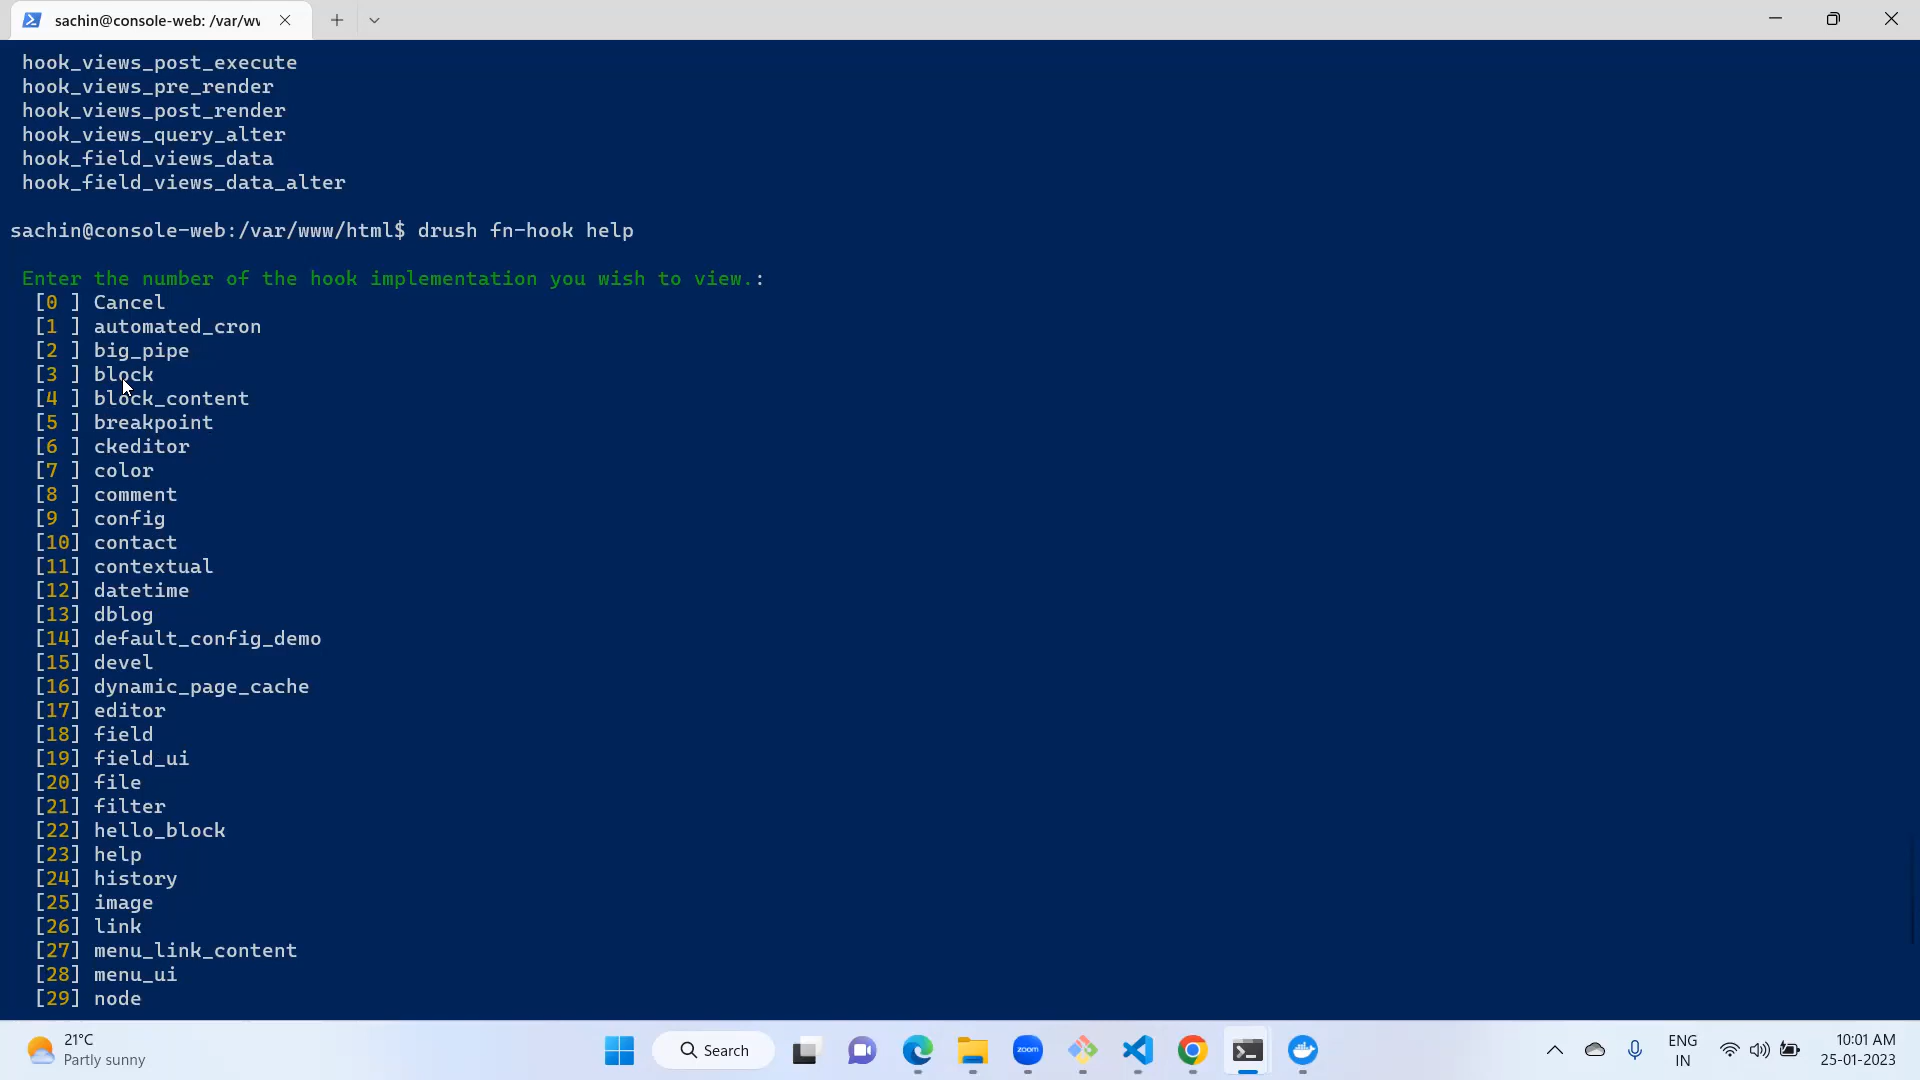 sachin@console-web: /var/wv
hook_views_post_execute
hook_views_pre_render
hook_views_post_render
hook_views_query_alter
hook_field_views_data
hook_field_views_data_alter
sachin@console-web:/var/www/html$ drush fn-hook help
Enter the number of the hook implementation you wish to view.:
[0 ] Cancel
[1 ] automated_cron
[2 ] big_pipe
[3 ] block
[4 ] block_content
[5 ] breakpoint
[6 ] ckeditor
[7 ] color
[8 ] comment
[9 ] config
[10] contact
[11] contextual
[12] datetime
[13] dblog
[14] default_config_demo
[15] devel
[16] dynamic_page_cache
[17] editor
[18] field
[19] field_ui
[20] file
[21] filter
[22] hello_block
[23] help
[24] history
[25] image
[26] link
[27] menu_link_content
[28] menu_ui
[29] node
21°C
Partly sunny
Search
zoom
ENG
IN
10:01 AM
25-01-2023